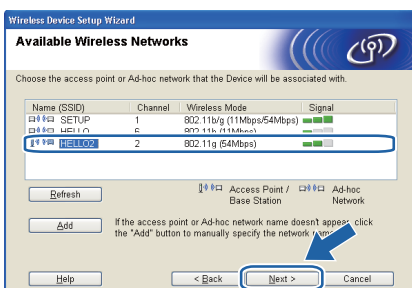 Wireless Device Setup Wizard
Available Wireless Networks
Choose the access point or Ad-hoc network that the Device will be associated with.
Name (SSID) Channel Wireless Mode Signal
SETUP 1 802.11b/g (11Mbps/54Mbps)
HELLO 6 802.11b (11Mbps)
HELLO2 2 802.11g (54Mbps)
Refresh
Access Point / Ad-hoc
Base Station Network
Add
If the access point or Ad-hoc network name doesn't appear, click
the "Add" button to manually specify the network name.
Help < Back Next > Cancel